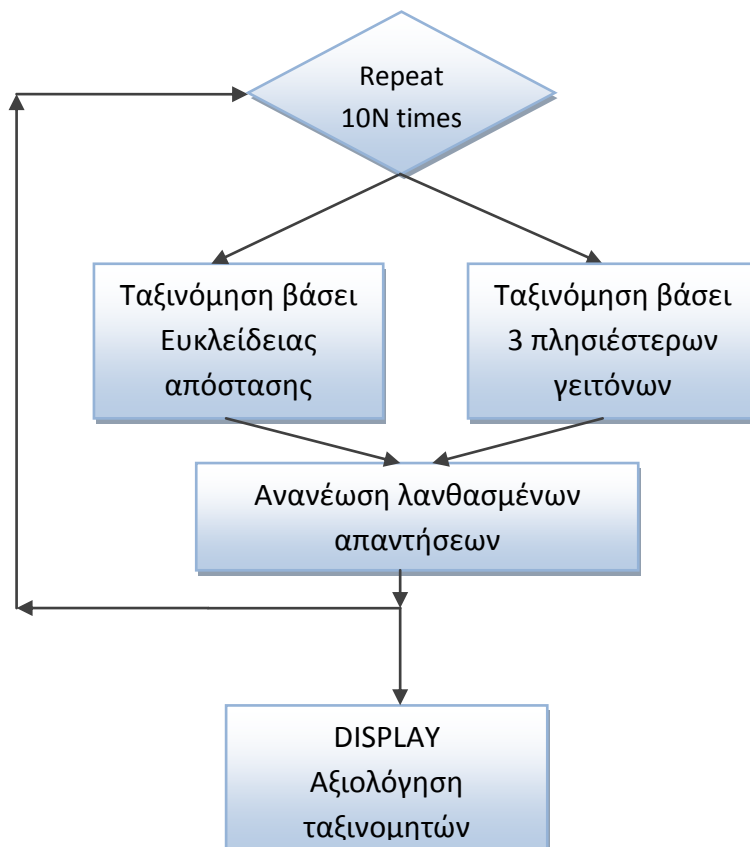 Repeat
10N times
Ταξινόμηση βάσει
Ευκλείδειας
απόστασης
Ταξινόμηση βάσει
3 πλησιέστερων
γειτόνων
Ανανέωση λανθασμένων
απαντήσεων
DISPLAY
Αξιολόγηση
ταξινομητών